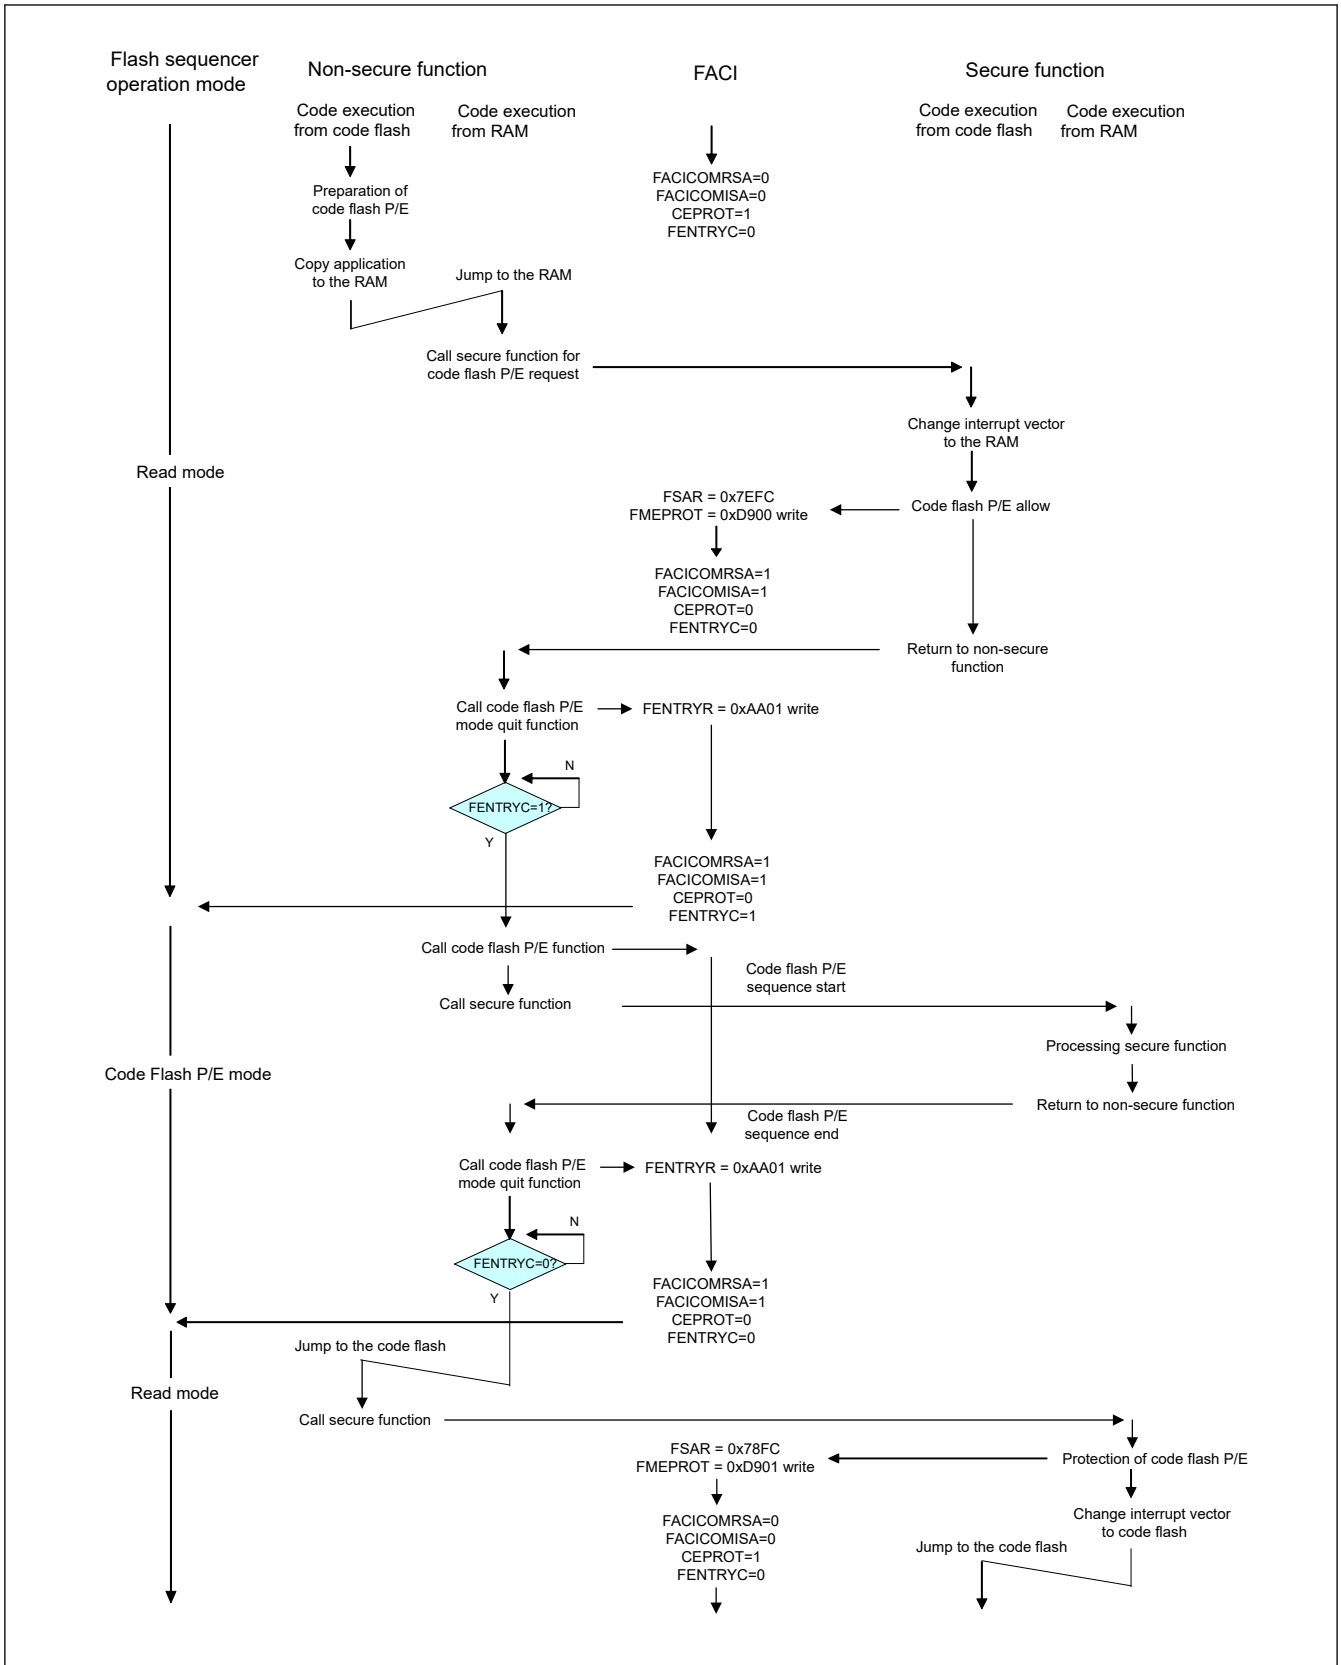 Flash sequencer
operation mode
Non-secure function
FACI
Secure function
Code execution
from code flash
Code execution
from RAM
Code execution
from code flash
Code execution
from RAM
Preparation of
code flash P/E
FACICOMRSA=0
FACICOMISA=0
CEPROT=1
FENTRYC=0
Copy application
to the RAM
Jump to the RAM
Call secure function for
code flash P/E request
Change interrupt vector
to the RAM
Read mode
FSAR = 0x7EFC
FMEPROT = 0xD900 write
Code flash P/E allow
FACICOMRSA=1
FACICOMISA=1
CEPROT=0
FENTRYC=0
Return to non-secure
function
Call code flash P/E
mode quit function
FENTRYR = 0xAA01 write
N
FENTRYC=1?
Y
FACICOMRSA=1
FACICOMISA=1
CEPROT=0
FENTRYC=1
Call code flash P/E function
Code flash P/E
sequence start
Call secure function
Processing secure function
Code Flash P/E mode
Return to non-secure function
Code flash P/E
sequence end
Call code flash P/E
mode quit function
FENTRYR = 0xAA01 write
N
FENTRYC=0?
Y
FACICOMRSA=1
FACICOMISA=1
CEPROT=0
FENTRYC=0
Jump to the code flash
Read mode
Call secure function
FSAR = 0x78FC
FMEPROT = 0xD901 write
Protection of code flash P/E
Change interrupt vector
to code flash
FACICOMRSA=0
FACICOMISA=0
CEPROT=1
FENTRYC=0
Jump to the code flash